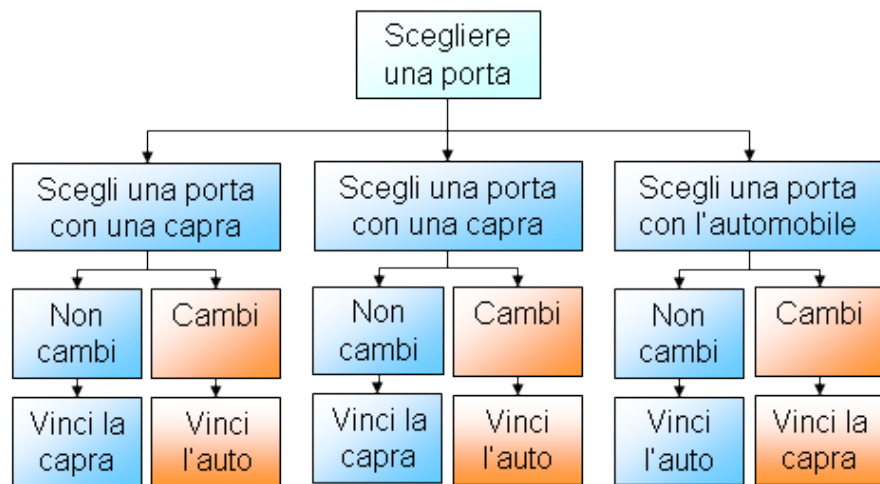 Scegliere
una porta
Scegli una porta
con una capra
Scegli una porta
con una capra
Scegli una porta
con l'automobile
Non
cambi
Cambi
Non
cambi
Cambi
Non
cambi
Cambi
Vinci la
capra
Vinci
l'auto
Vinci la
capra
Vinci
l'auto
Vinci
l'auto
Vinci la
capra